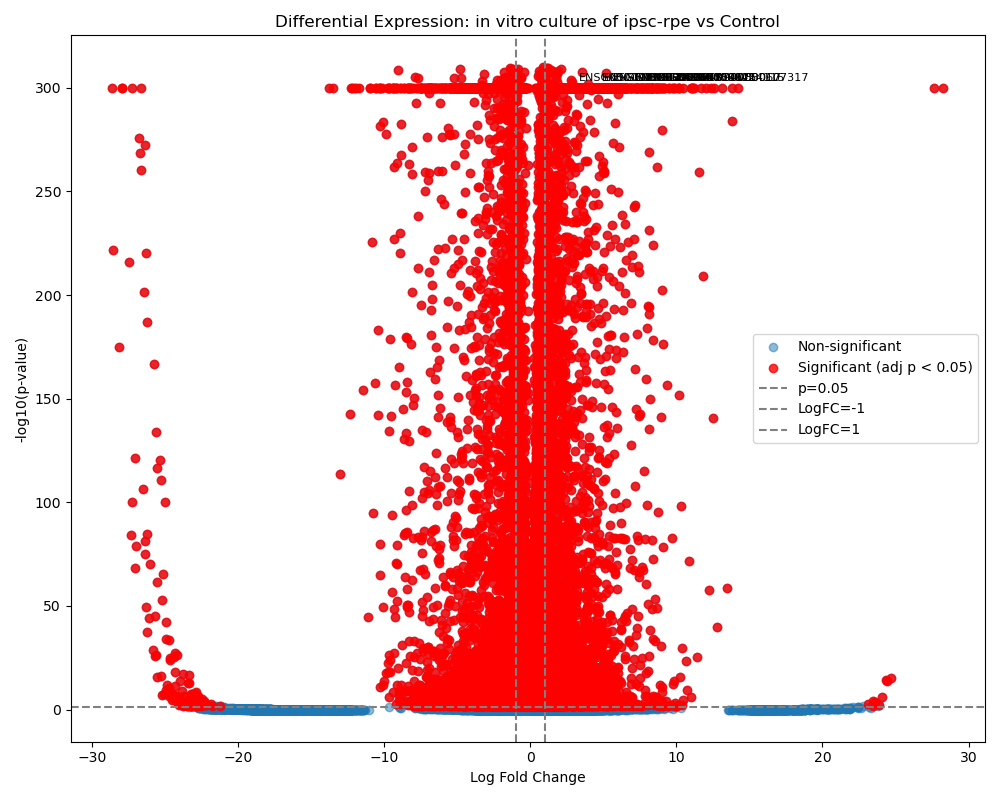 Differential Expression: in vitro culture of ipsc-rpe vs Control
300
250
200
150
100
50
0
-log10(p-value)
Non-significant
Significant (adj p < 0.05)
p=0.05
LogFC=-1
LogFC=1
−30
−20
−10
0
10
20
30
Log Fold Change